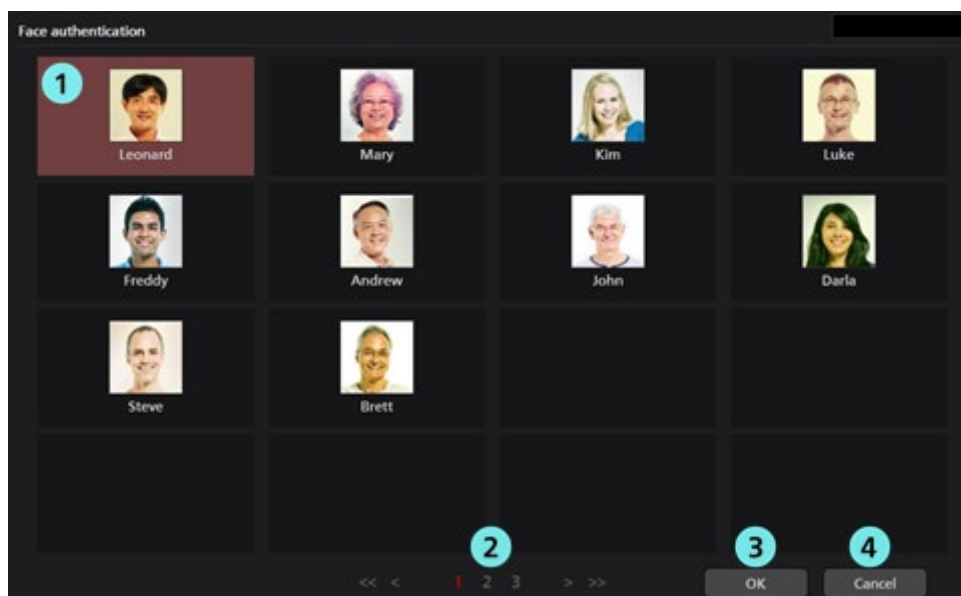 Face authentication
1
Leonard
Mary
Kim
Luke
Freddy
Andrew
John
Darla
Steve
Brett
2
3
4
<< < 1 2 3 > >>
OK
Cancel